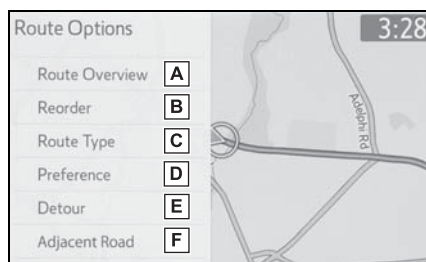 Route Options
3:28
Route Overview A
Reorder B
Route Type C
Preference D
Detour E
Adjacent Road F
Adelphi Rd